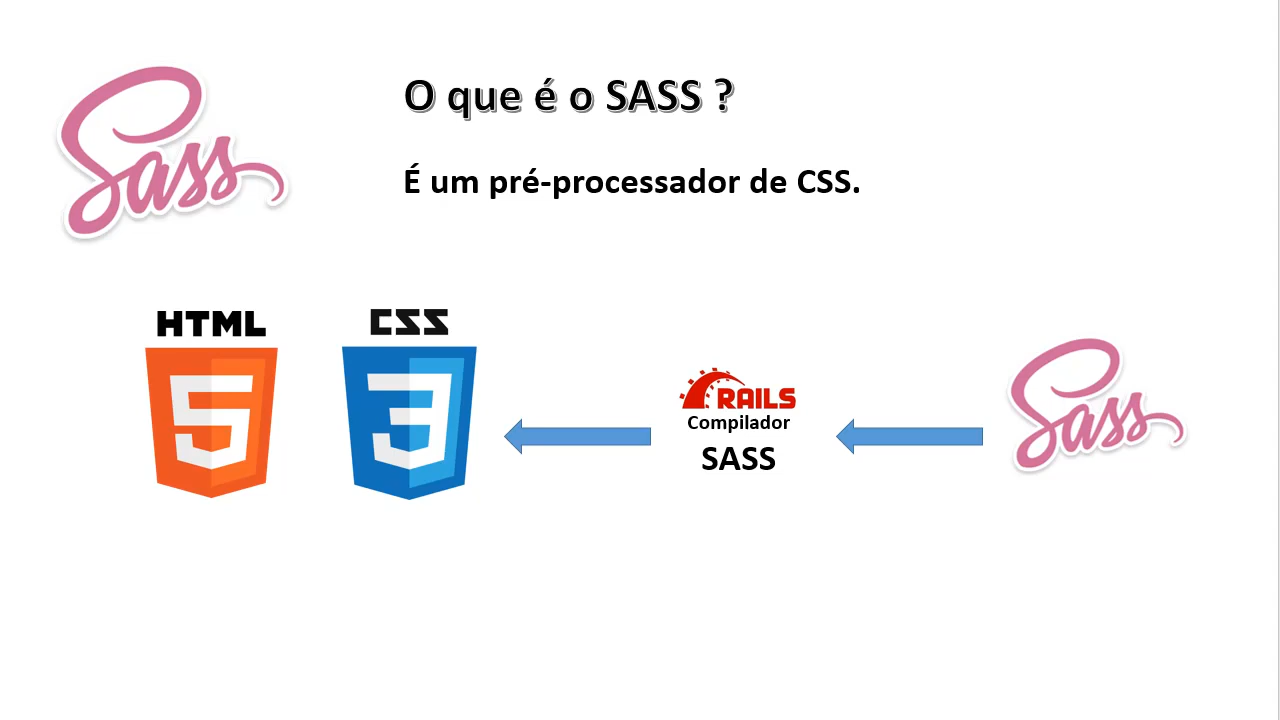 Sass
O que é o SASS ?
É um pré-processador de CSS.
HTML
5
CSS
3
RAILS
Compilador
SASS
Sass